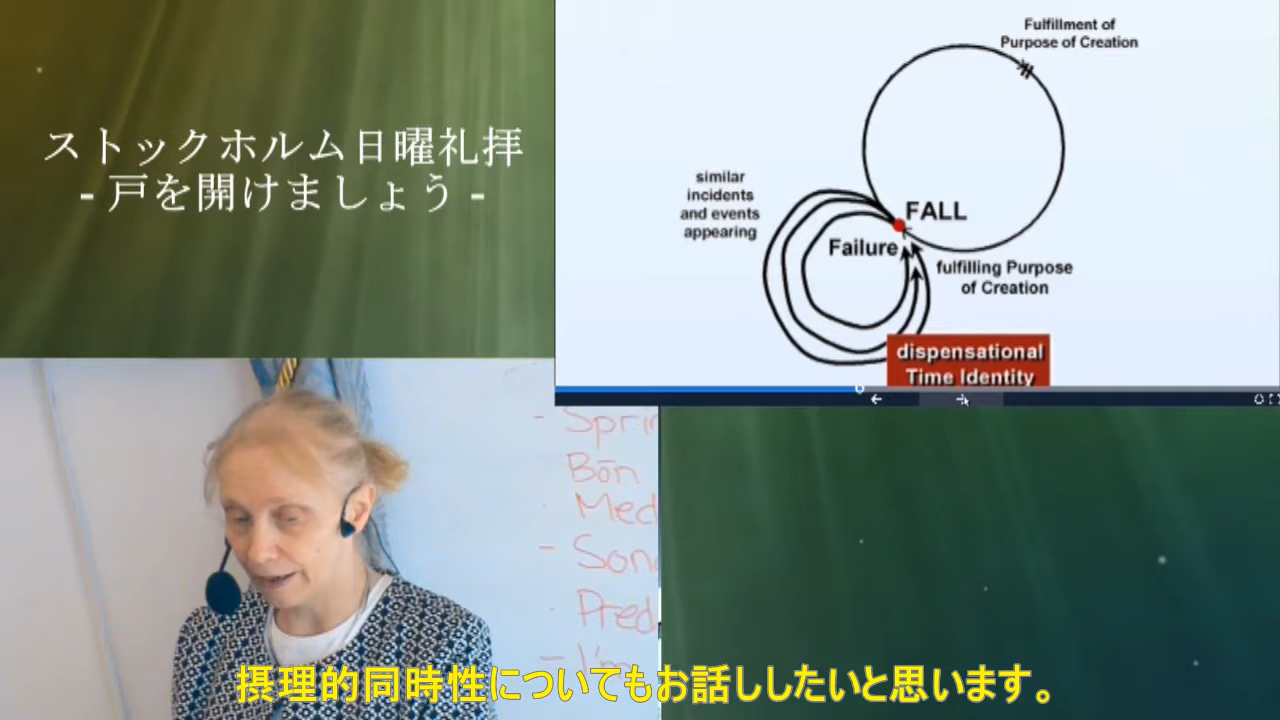 ストックホルム日曜礼拝
- 戸を開けましょう -
Fulfillment of
Purpose of Creation
similar
incidents
and events
appearing
FALL
Failure
fulfilling Purpose
of Creation
dispensational
Time Identity
- 
Bön
- 
摂理的同時性についてもお話ししたいと思います。